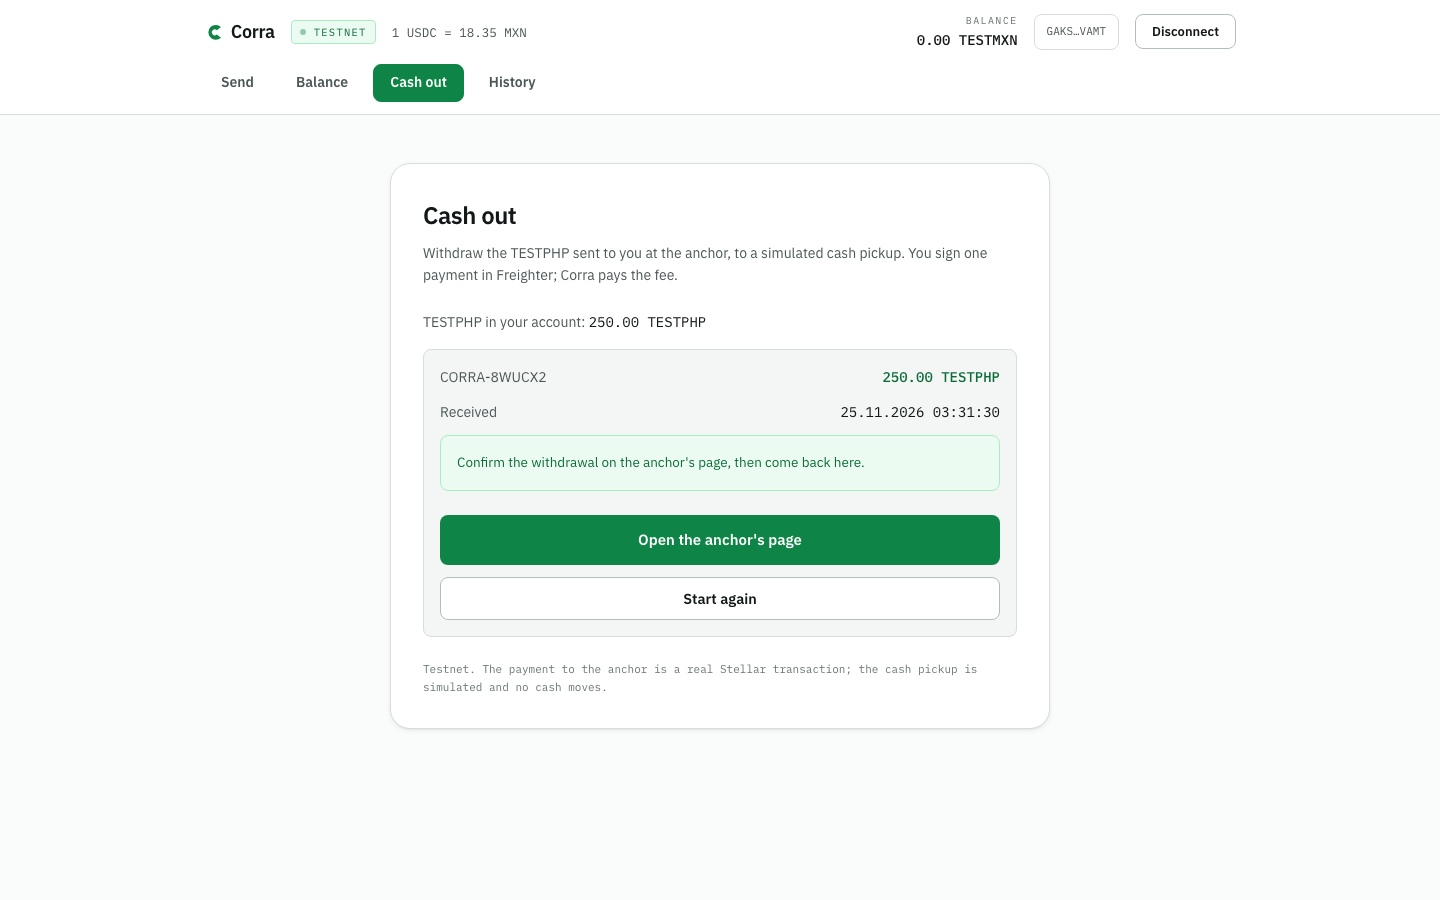 Corra
TESTNET
1 USDC = 18.35 MXN
BALANCE
0.00 TESTMXN
GAKS…VAMT
Disconnect
Send
Balance
Cash out
History
Cash out
Withdraw the TESTPHP sent to you at the anchor, to a simulated cash pickup. You sign one
payment in Freighter; Corra pays the fee.
TESTPHP in your account: 250.00 TESTPHP
CORRA-8WUCX2
250.00 TESTPHP
Received
25.11.2026 03:31:30
Confirm the withdrawal on the anchor's page, then come back here.
Open the anchor's page
Start again
Testnet. The payment to the anchor is a real Stellar transaction; the cash pickup is
simulated and no cash moves.